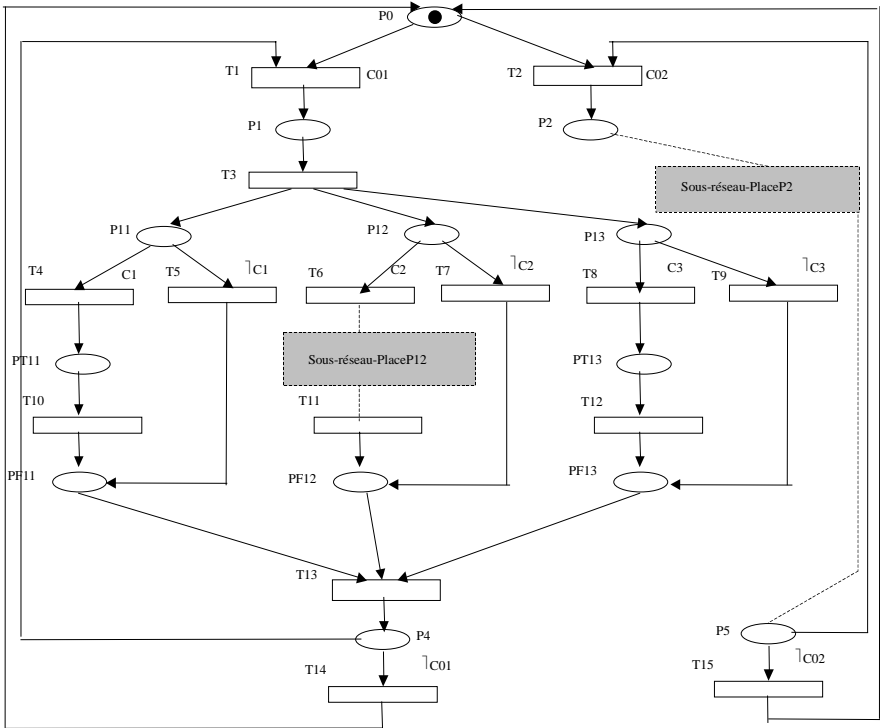 P0
T1 C01 T2 C02
P1 P2
T3 Sous-réseau-PlaceP2
P11 P12 P13
T4 C1 T5 ⌉C1 T6 C2 T7 ⌉C2 T8 C3 T9 ⌉C3
PT11 Sous-réseau-PlaceP12 PT13
T10 T11 T12
PF11 PF12 PF13
T13
P4 P5
T14 ⌉C01 T15 ⌉C02